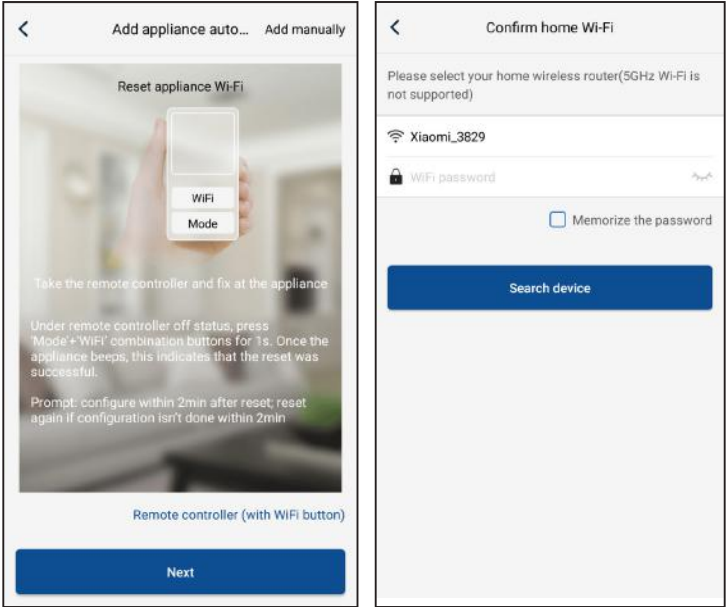 Add appliance auto... Add manually
Reset appliance Wi-Fi
WiFi
Mode
Take the remote controller and fix at the appliance
Under remote controller off status, press
'Mode'+'WiFi' combination buttons for 1s. Once the
appliance beeps, this indicates that the reset was
successful.
Prompt: configure within 2min after reset; reset
again if configuration isn't done within 2min
Remote controller (with WiFi button)
Next
Confirm home Wi-Fi
Please select your home wireless router(5GHz Wi-Fi is
not supported)
Xiaomi_3829
WiFi password
Memorize the password
Search device